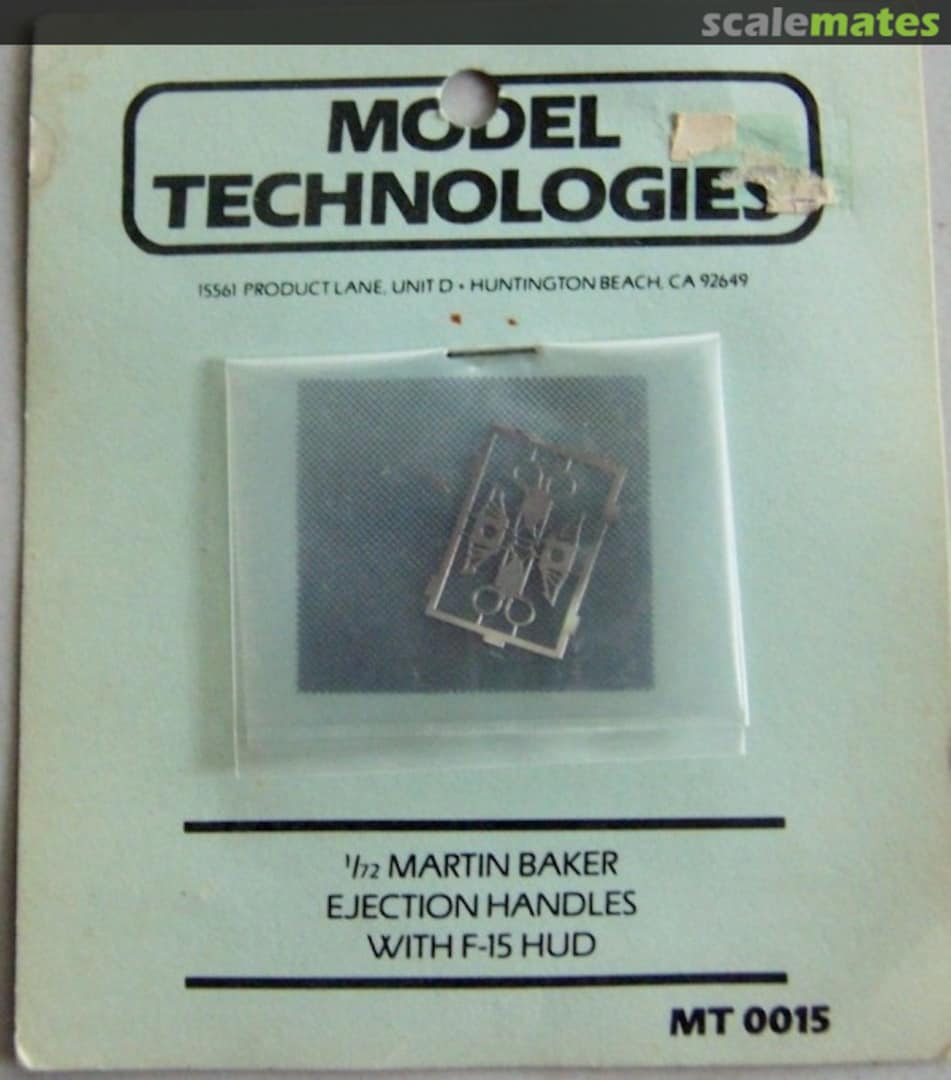 scalemates
MODEL
TECHNOLOGIES
15561 PRODUCT LANE, UNIT D • HUNTINGTON BEACH, CA 92649
1/72 MARTIN BAKER
EJECTION HANDLES
WITH F-15 HUD
MT 0015